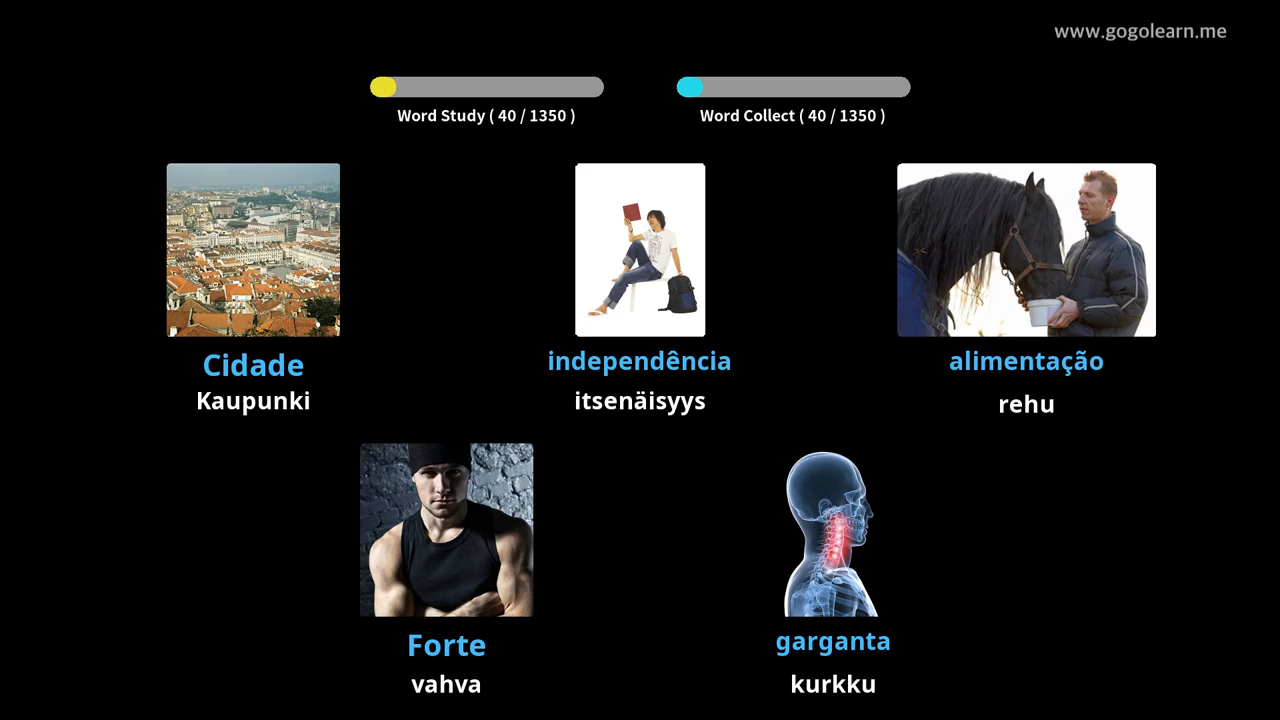 www.gogolearn.me
Word Study ( 40 / 1350 )
Word Collect ( 40 / 1350 )
Cidade
Kaupunki
independência
itsenäisyys
alimentação
rehu
Forte
vahva
garganta
kurkku